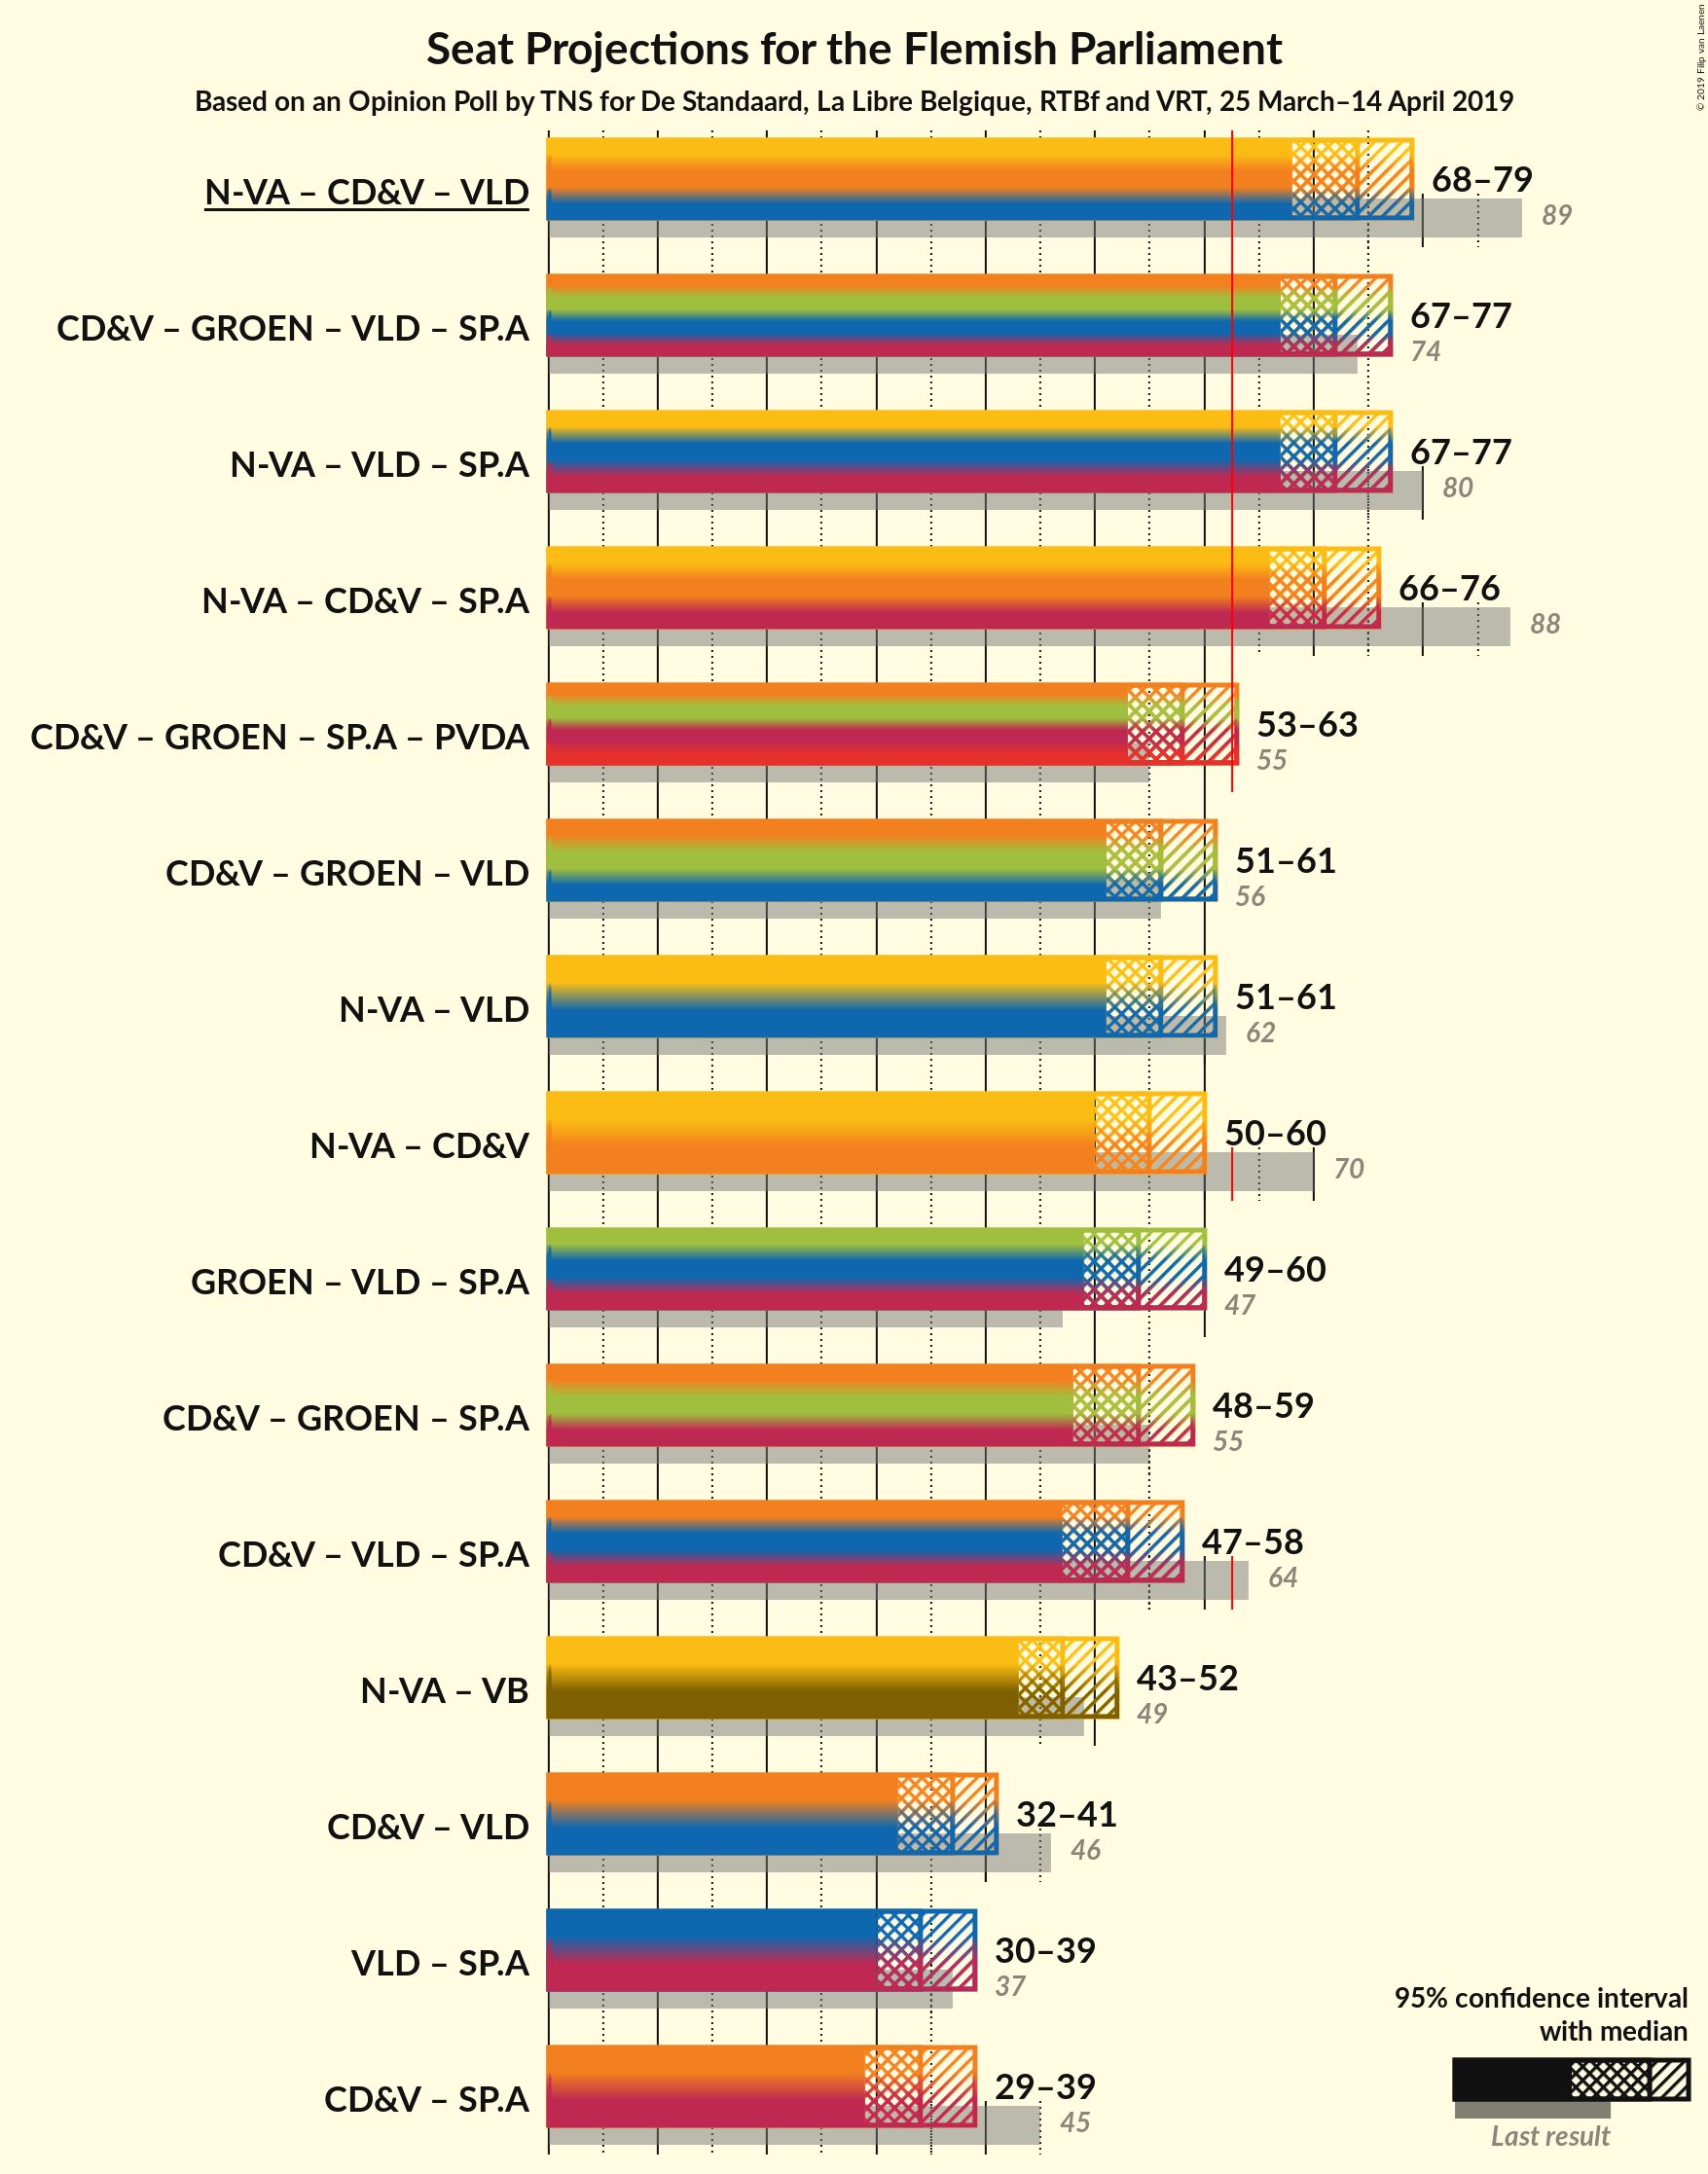 Seat Projections for the Flemish Parliament
Based on an Opinion Poll by TNS for De Standaard, La Libre Belgique, RTBf and VRT, 25 March–14 April 2019
© 2019 Filip van Laenen
N-VA – CD&V – VLD
68–79
89
CD&V – GROEN – VLD – SP.A
67–77
74
N-VA – VLD – SP.A
67–77
80
N-VA – CD&V – SP.A
66–76
88
CD&V – GROEN – SP.A – PVDA
53–63
55
CD&V – GROEN – VLD
51–61
56
N-VA – VLD
51–61
62
N-VA – CD&V
50–60
70
GROEN – VLD – SP.A
49–60
47
CD&V – GROEN – SP.A
48–59
55
CD&V – VLD – SP.A
47–58
64
N-VA – VB
43–52
49
CD&V – VLD
32–41
46
VLD – SP.A
30–39
37
CD&V – SP.A
29–39
45
95% confidence interval
with median
Last result